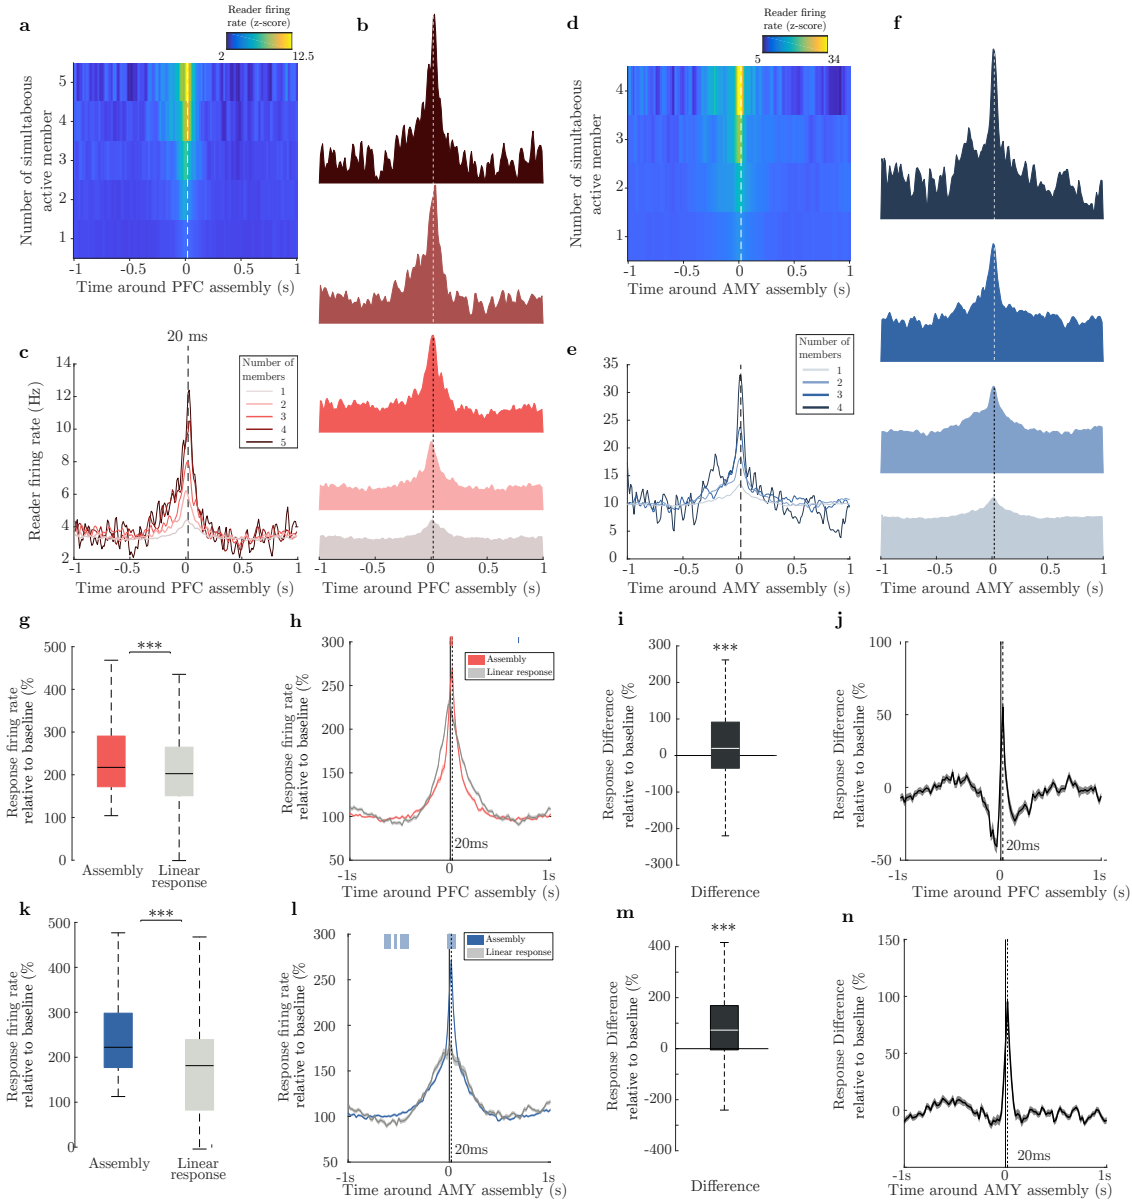 a
Reader firing
rate (z-score)
2
12.5
Number of simultabeous
active member
5
4
3
2
1
-1
-0.5
0
0.5
1
Time around PFC assembly (s)
b
-1
-0.5
0
0.5
1
Time around PFC assembly (s)
c
20 ms
Reader firing rate (Hz)
14
12
10
8
6
4
2
Number of
members
1
2
3
4
5
-1
-0.5
0
0.5
1
Time around PFC assembly (s)
d
Reader firing
rate (z-score)
5
34
Number of simultabeous
active member
4
3
2
1
-1
-0.5
0
0.5
1
Time around AMY assembly (s)
e
35
30
25
20
15
10
5
0
Number of
members
1
2
3
4
-1
-0.5
0
0.5
1
Time around AMY assembly (s)
f
-1
-0.5
0
0.5
1
Time around AMY assembly (s)
g
Response firing rate
relative to baseline (%
500
400
300
200
100
0
***
Assembly
Linear
response
h
Response firing rate
relative to baseline (%
300
250
200
150
100
50
Assembly
Linear response
20ms
-1s
0
1s
Time around PFC assembly (s)
i
Response Difference
relative to baseline (%
300
200
100
0
-100
-200
-300
***
Difference
j
Response Difference
relative to baseline (%
100
50
0
-50
20ms
-1s
0
1s
Time around PFC assembly (s)
k
Response firing rate
relative to baseline (%
500
400
300
200
100
0
***
Assembly
Linear
response
l
Response firing rate
relative to baseline (%
300
250
200
150
100
50
Assembly
Linear response
20ms
-1s
0
1s
Time around AMY assembly (s)
m
Response Difference
relative to baseline (%
400
200
0
-200
-400
***
Difference
n
Response Difference
relative to baseline (%
150
100
50
0
20ms
-1s
0
1s
Time around AMY assembly (s)